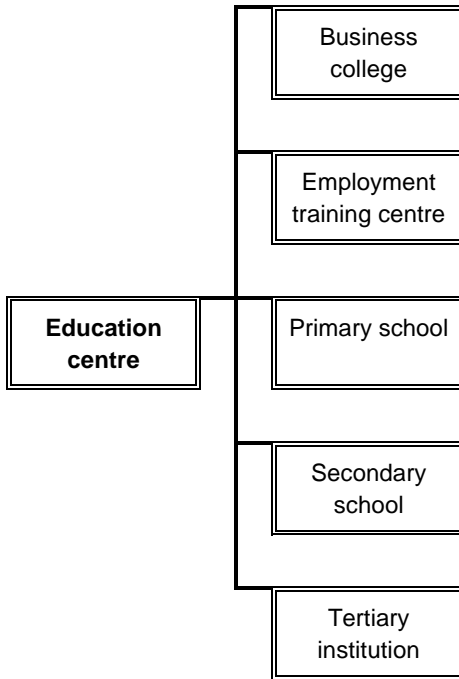 Business
college
Employment
training centre
Education
centre
Primary school
Secondary
school
Tertiary
institution